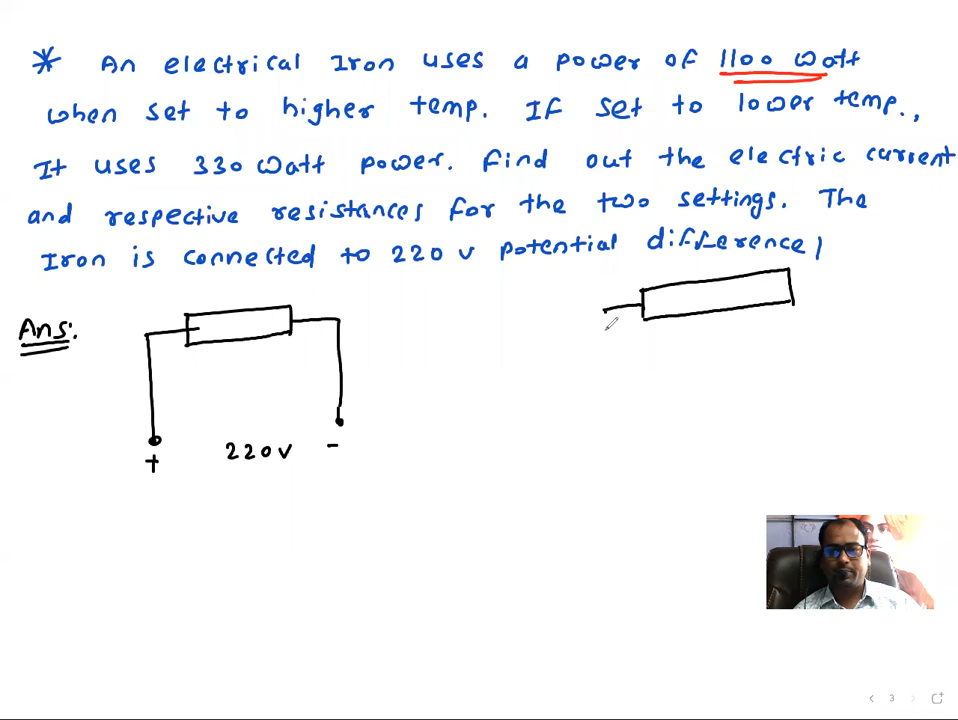 * An electrical Iron uses a power of 1100 watt
when set to higher temp. If set to lower temp.,
It uses 330 watt power. Find out the electric current
and respective resistances for the two settings. The
Iron is connected to 220 v potential difference/
Ans:
220V -
+
3